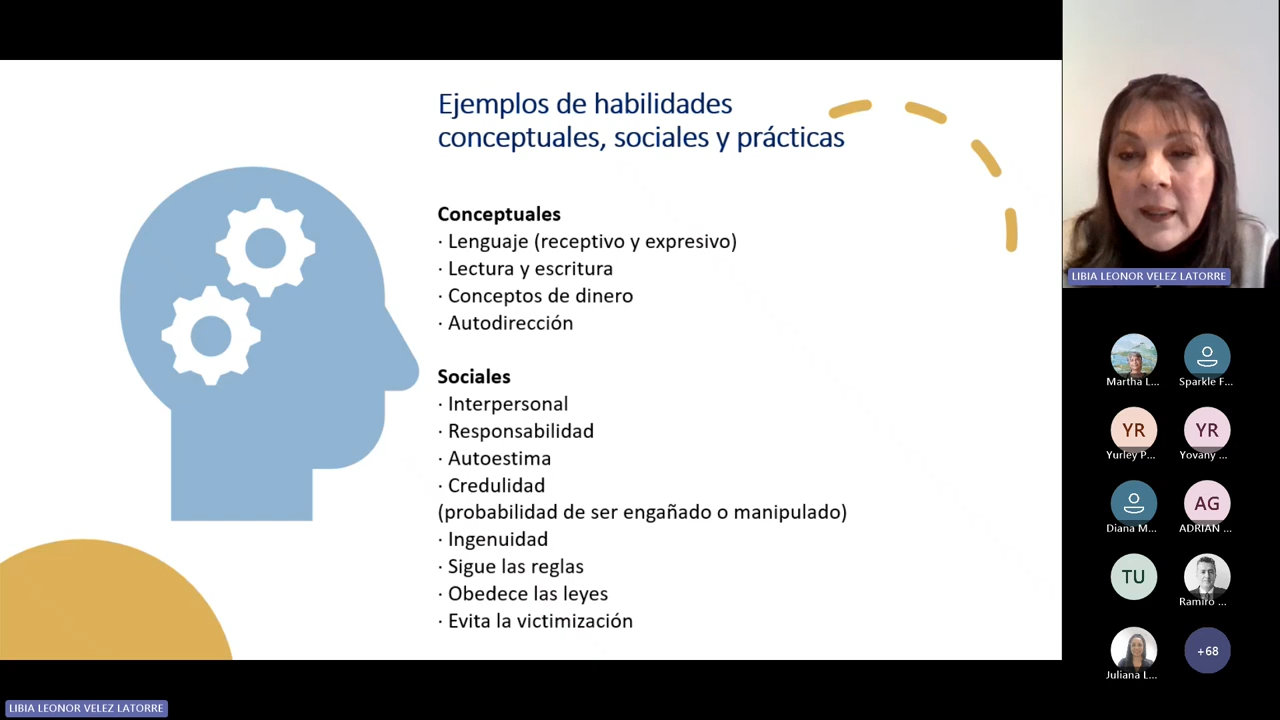 Ejemplos de habilidades
conceptuales, sociales y prácticas
Conceptuales
· Lenguaje (receptivo y expresivo)
· Lectura y escritura
· Conceptos de dinero
· Autodirección
Sociales
· Interpersonal
· Responsabilidad
· Autoestima
· Credulidad
(probabilidad de ser engañado o manipulado)
· Ingenuidad
· Sigue las reglas
· Obedece las leyes
· Evita la victimización
LIBIA LEONOR VELEZ LATORRE
Martha L... Sparkle F...
YR YR
Yurley P... Yovany ...
AG
Diana M... ADRIAN ...
TU
Ramiro ...
Juliana L... +68
LIBIA LEONOR VELEZ LATORRE